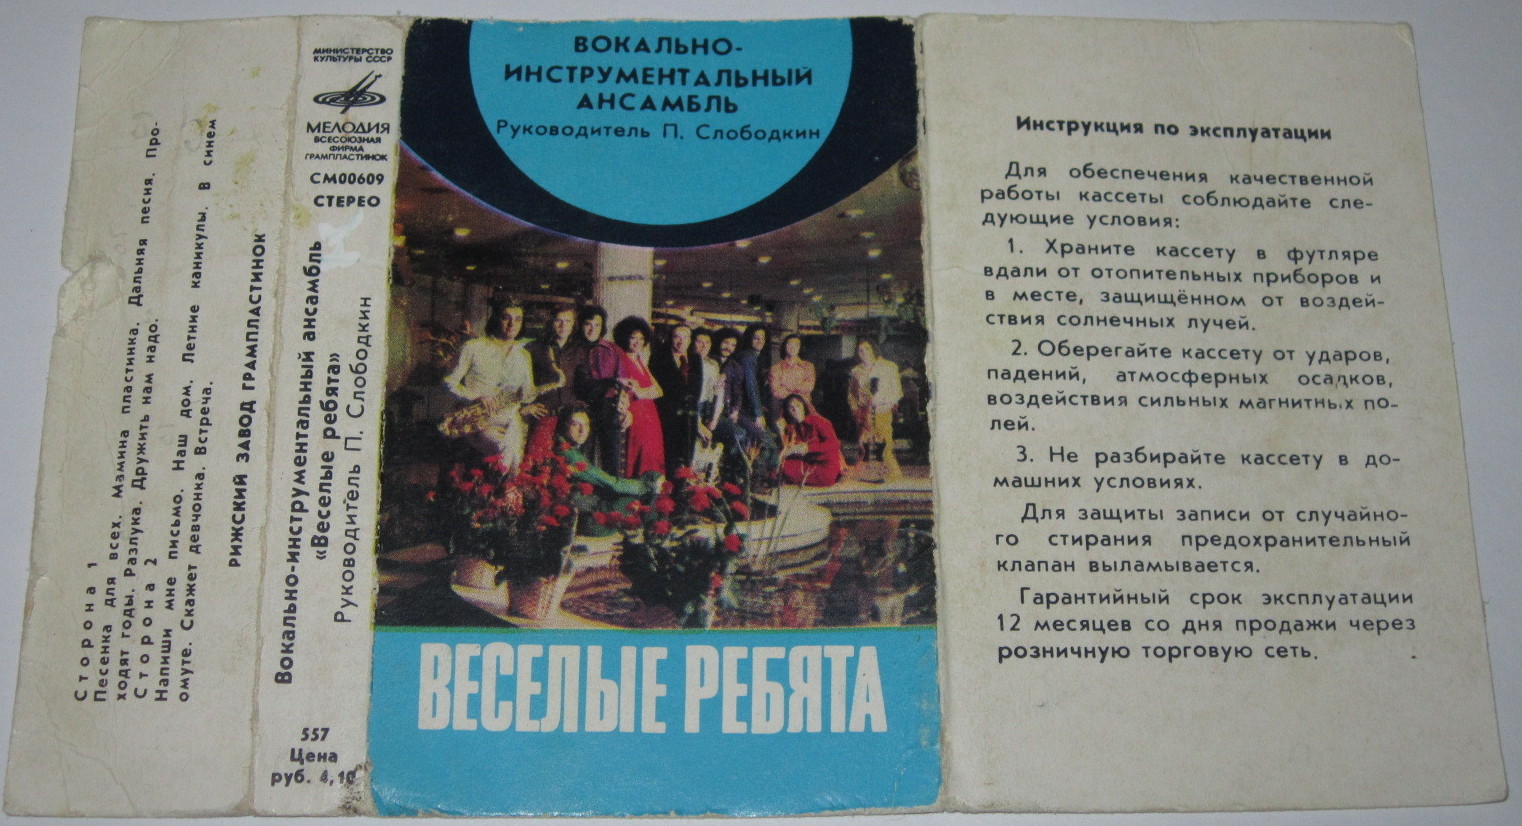 Сторона 1
Песенка для всех. Мамина пластинка. Дальняя песня. Про-
ходят годы. Разлука. Дружить нам надо.
Сторона 2
Напиши мне письмо. Наш дом. Летние каникулы. В синем
омуте. Скажет девчонка. Встреча.
РИЖСКИЙ ЗАВОД ГРАМПЛАСТИНОК
МИНИСТЕРСТВО
КУЛЬТУРЫ СССР
МЕЛОДИЯ
ВСЕСОЮЗНАЯ
ФИРМА
ГРАМПЛАСТИНОК
СМ00609
СТЕРЕО
Вокально-инструментальный ансамбль
«Веселые ребята»
Руководитель П. Слободкин
557
Цена
руб. 4,10
ВОКАЛЬНО-
ИНСТРУМЕНТАЛЬНЫЙ
АНСАМБЛЬ
Руководитель П. Слободкин
ВЕСЕЛЫЕ РЕБЯТА
Инструкция по эксплуатации
Для обеспечения качественной
работы кассеты соблюдайте сле-
дующие условия:
1. Храните кассету в футляре
вдали от отопительных приборов и
в месте, защищённом от воздей-
ствия солнечных лучей.
2. Оберегайте кассету от ударов,
падений, атмосферных осадков,
воздействия сильных магнитных по-
лей.
3. Не разбирайте кассету в до-
машних условиях.
Для защиты записи от случайно-
го стирания предохранительный
клапан выламывается.
Гарантийный срок эксплуатации
12 месяцев со дня продажи через
розничную торговую сеть.